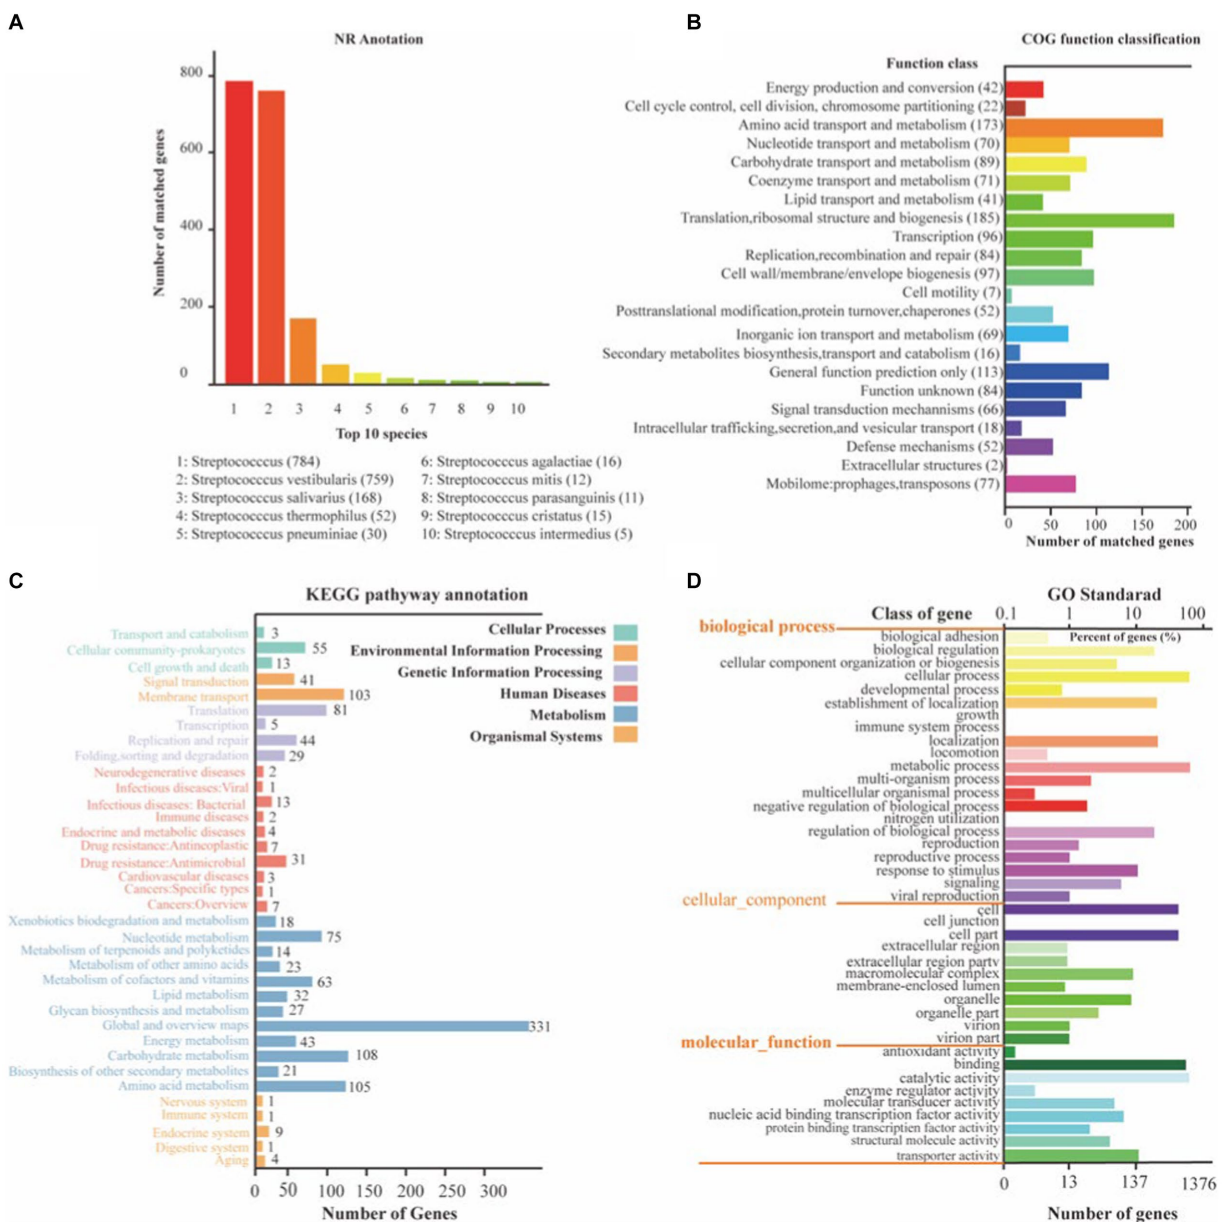 A
NR Anotation
Number of matched genes
800
600
400
200
0
1 2 3 4 5 6 7 8 9 10
Top 10 species
1: Streptococccus (784)
2: Streptococccus vestibularis (759)
3: Streptococccus salivarius (168)
4: Streptococccus thermophilus (52)
5: Streptococccus pneuminiae (30)
6: Streptococccus agalactiae (16)
7: Streptococccus mitis (12)
8: Streptococccus parasanguinis (11)
9: Streptococccus cristatus (15)
10: Streptococccus intermedius (5)
B
COG function classification
Function class
Energy production and conversion (42)
Cell cycle control, cell division, chromosome partitioning (22)
Amino acid transport and metabolism (173)
Nucleotide transport and metabolism (70)
Carbohydrate transport and metabolism (89)
Coenzyme transport and metabolism (71)
Lipid transport and metabolism (41)
Translation,ribosomal structure and biogenesis (185)
Transcription (96)
Replication,recombination and repair (84)
Cell wall/membrane/envelope biogenesis (97)
Cell motility (7)
Posttranslational modification,protein turnover,chaperones (52)
Inorganic ion transport and metabolism (69)
Secondary metabolites biosynthesis,transport and catabolism (16)
General function prediction only (113)
Function unknown (84)
Signal transduction mechannisms (66)
Intracellular trafficking,secretion,and vesicular transport (18)
Defense mechanisms (52)
Extracellular structures (2)
Mobilome:prophages,transposons (77)
0 50 100 150 200
Number of matched genes
C
KEGG pathyway annotation
Cellular Processes
Environmental Information Processing
Genetic Information Processing
Human Diseases
Metabolism
Organismal Systems
Transport and catabolism 3
Cellular community-prokaryotes 55
Cell growth and death 13
Signal transduction 41
Membrane transport 103
Translation 81
Transcription 5
Replication and repair 44
Folding,sorting and degradation 29
Neurodegenerative diseases 2
Infectious diseases:Viral 1
Infectious diseases: Bacterial 13
Immune diseases 2
Endocrine and metabolic diseases 4
Drug resistance:Antincoplastic 7
Drug resistance:Antimicrobial 31
Cardiovascular diseases 3
Cancers:Specific types 1
Cancers:Overview 7
Xenobiotics biodegradation and metabolism 18
Nucleotide metabolism 75
Metabolism of terpenoids and polyketides 14
Metabolism of other amino acids 23
Metabolism of cofactors and vitamins 63
Lipid metabolism 32
Glycan biosynthesis and metabolism 27
Global and overview maps 331
Energy metabolism 43
Carbohydrate metabolism 108
Biosynthesis of other secondary metabolites 21
Amino acid metabolism 105
Nervous system 1
Immune system 1
Endocrine system 9
Digestive system 1
Aging 4
0 50 100 150 200 250 300
Number of Genes
D
GO Standarad
Class of gene
0.1 1 10 100
Percent of genes (%)
biological process
biological adhesion
biological regulation
cellular component organization or biogenesis
cellular process
developmental process
establishment of localization
growth
immune system process
localization
locomotion
metabolic process
multi-organism process
multicellular organismal process
negative regulation of biological process
nitrogen utilization
regulation of biological process
reproduction
reproductive process
response to stimulus
signaling
viral reproduction
cellular_component
cell
cell junction
cell part
extracellular region
extracellular region partv
macromolecular complex
membrane-enclosed lumen
organelle
organelle part
virion
virion part
molecular_function
antioxidant activity
binding
catalytic activity
enzyme regulator activity
molecular transducer activity
nucleic acid binding transcription factor activity
protein binding transcription factor activity
structural molecule activity
transporter activity
0 13 137 1376
Number of genes